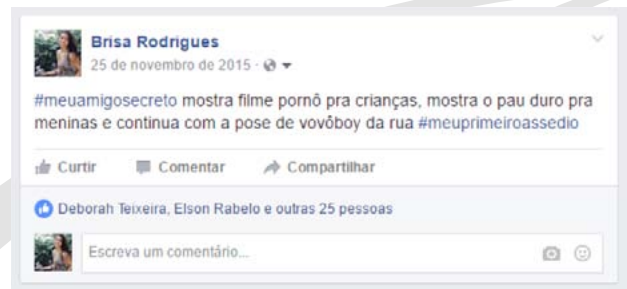 Brisa Rodrigues
25 de novembro de 2015 ·
#meuamigosecreto mostra filme pornô pra crianças, mostra o pau duro pra
meninas e continua com a pose de vovôboy da rua #meuprimeiroassedio
Curtir Comentar Compartilhar
Deborah Teixeira, Elson Rabelo e outras 25 pessoas
Escreva um comentário...